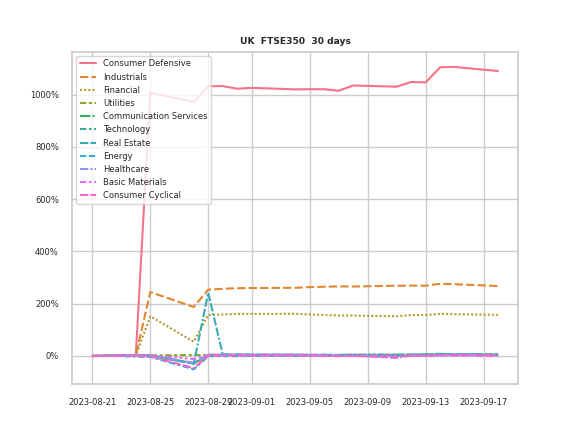 UK FTSE350 30 days
Consumer Defensive
Industrials
Financial
Utilities
Communication Services
Technology
Real Estate
Energy
Healthcare
Basic Materials
Consumer Cyclical
1000%
800%
600%
400%
200%
0%
2023-08-21 2023-08-25 2023-08-29 2023-09-01 2023-09-05 2023-09-09 2023-09-13 2023-09-17